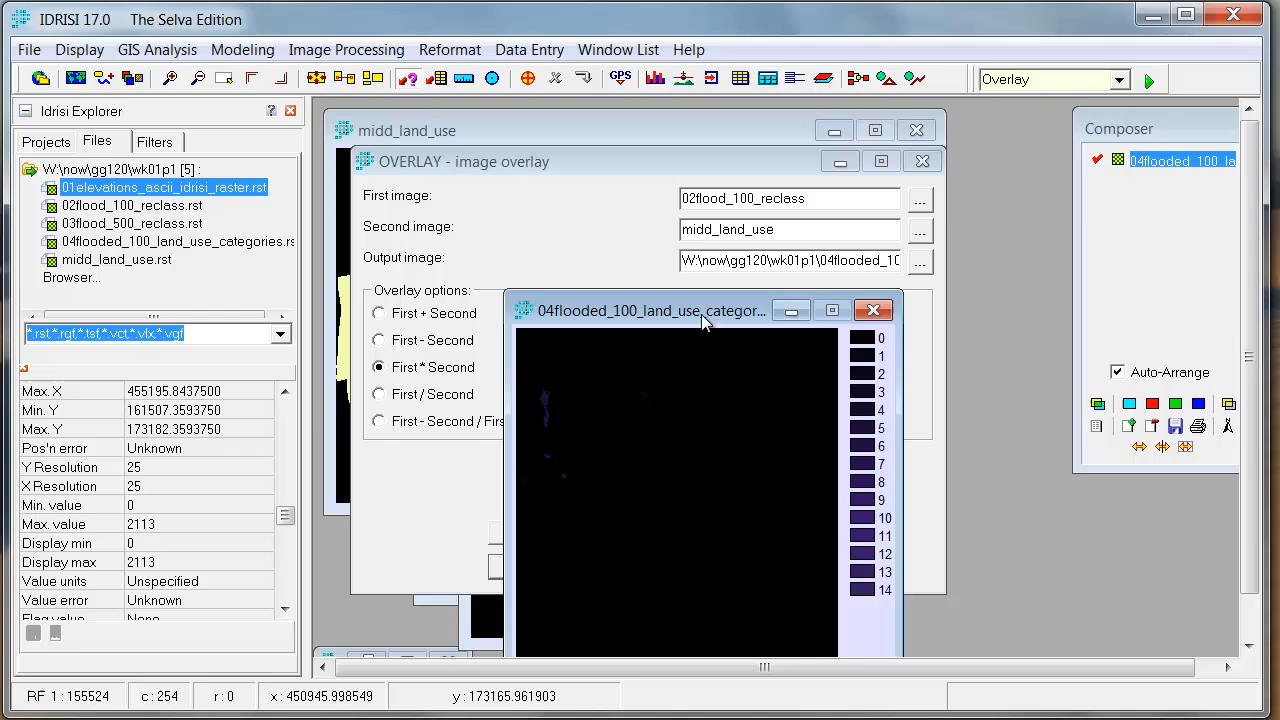 IDRISI 17.0 The Selva Edition
File Display GIS Analysis Modeling Image Processing Reformat Data Entry Window List Help
GPS Overlay
Idrisi Explorer ?
Projects Files Filters
W:\now\gg120\wk01p1 [5] :
01elevations_ascii_idrisi_raster.rst
02flood_100_reclass.rst
03flood_500_reclass.rst
04flooded_100_land_use_categories.rs
midd_land_use.rst
Browser...
*.rst,*.rgf,*.tsf,*.vct,*.vlx,*.vgf
Max. X 455195.8437500
Min. Y 161507.3593750
Max. Y 173182.3593750
Pos'n error Unknown
Y Resolution 25
X Resolution 25
Min. value 0
Max. value 2113
Display min 0
Display max 2113
Value units Unspecified
Value error Unknown
Flag value None
midd_land_use
OVERLAY - image overlay
First image: 02flood_100_reclass ...
Second image: midd_land_use ...
Output image: W:\now\gg120\wk01p1\04flooded_10 ...
Overlay options:
First + Second
First - Second
First * Second
First / Second
First - Second / Firs
04flooded_100_land_use_categor...
0
1
2
3
4
5
6
7
8
9
10
11
12
13
14
Composer
04flooded_100_la
Auto-Arrange
RF 1 : 155524 c : 254 r : 0 x : 450945.998549 y : 173165.961903